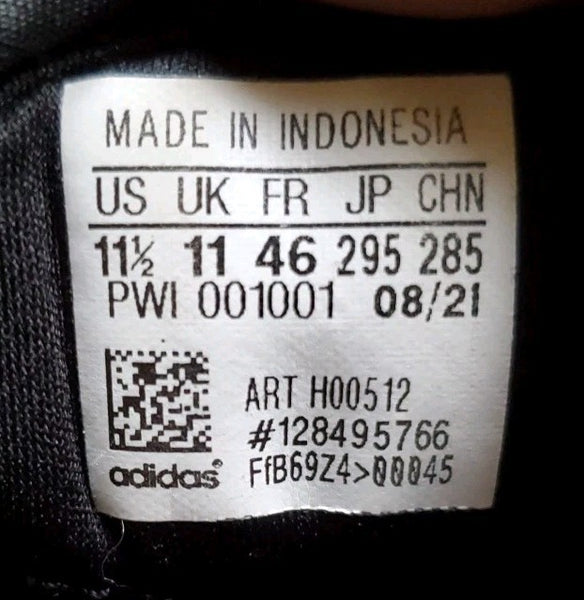 MADE IN INDONESIA
US UK FR JP CHN
11½ 11 46 295 285
PWI 001001 08/21
ART H00512
#128495766
adidas FfB69Z4>00045